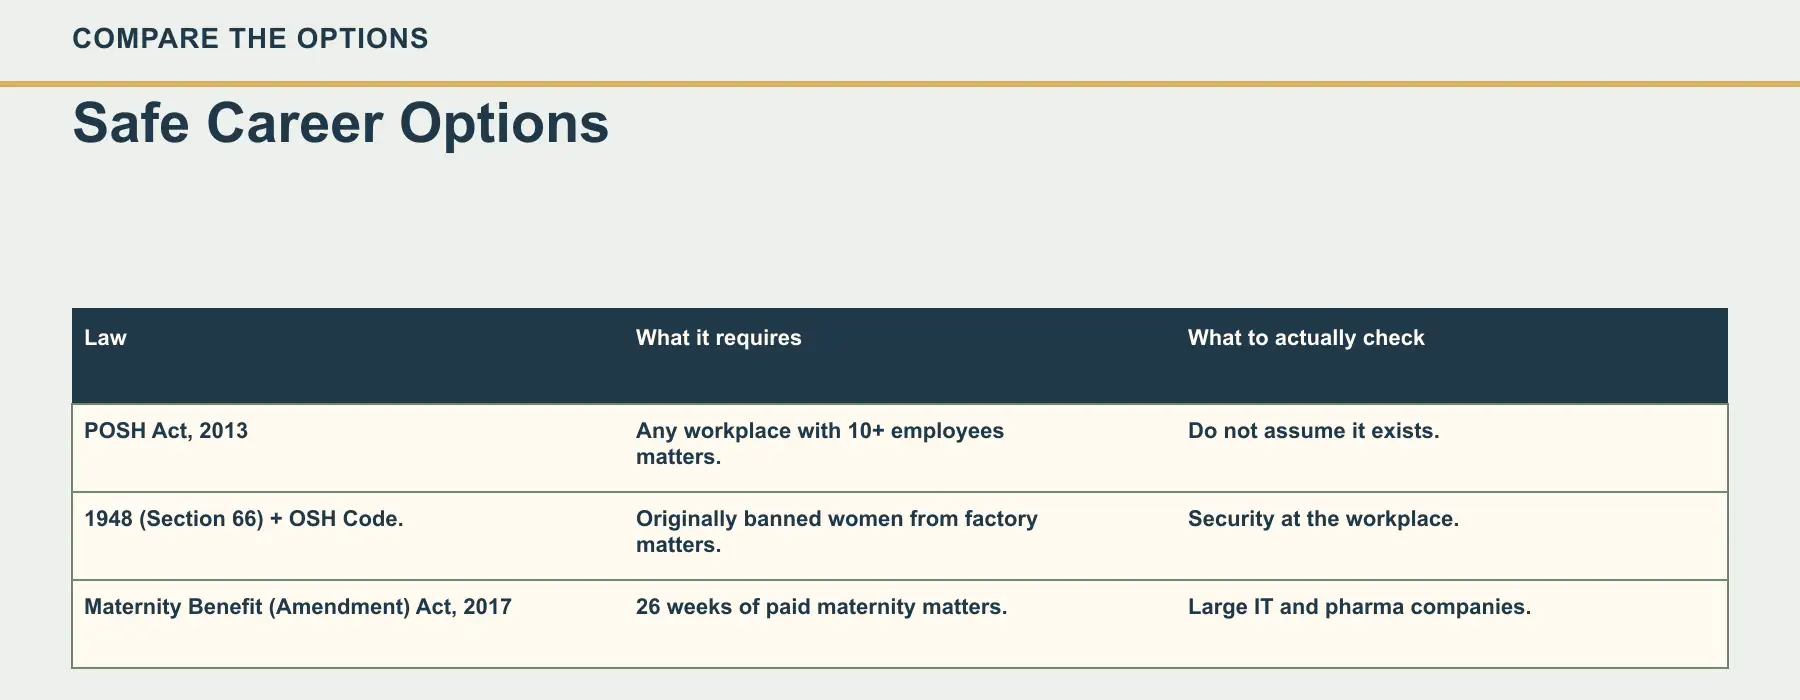 COMPARE THE OPTIONS
Safe Career Options
Law
What it requires
What to actually check
POSH Act, 2013
Any workplace with 10+ employees
matters.
Do not assume it exists.
1948 (Section 66) + OSH Code.
Originally banned women from factory
matters.
Security at the workplace.
Maternity Benefit (Amendment) Act, 2017
26 weeks of paid maternity matters.
Large IT and pharma companies.